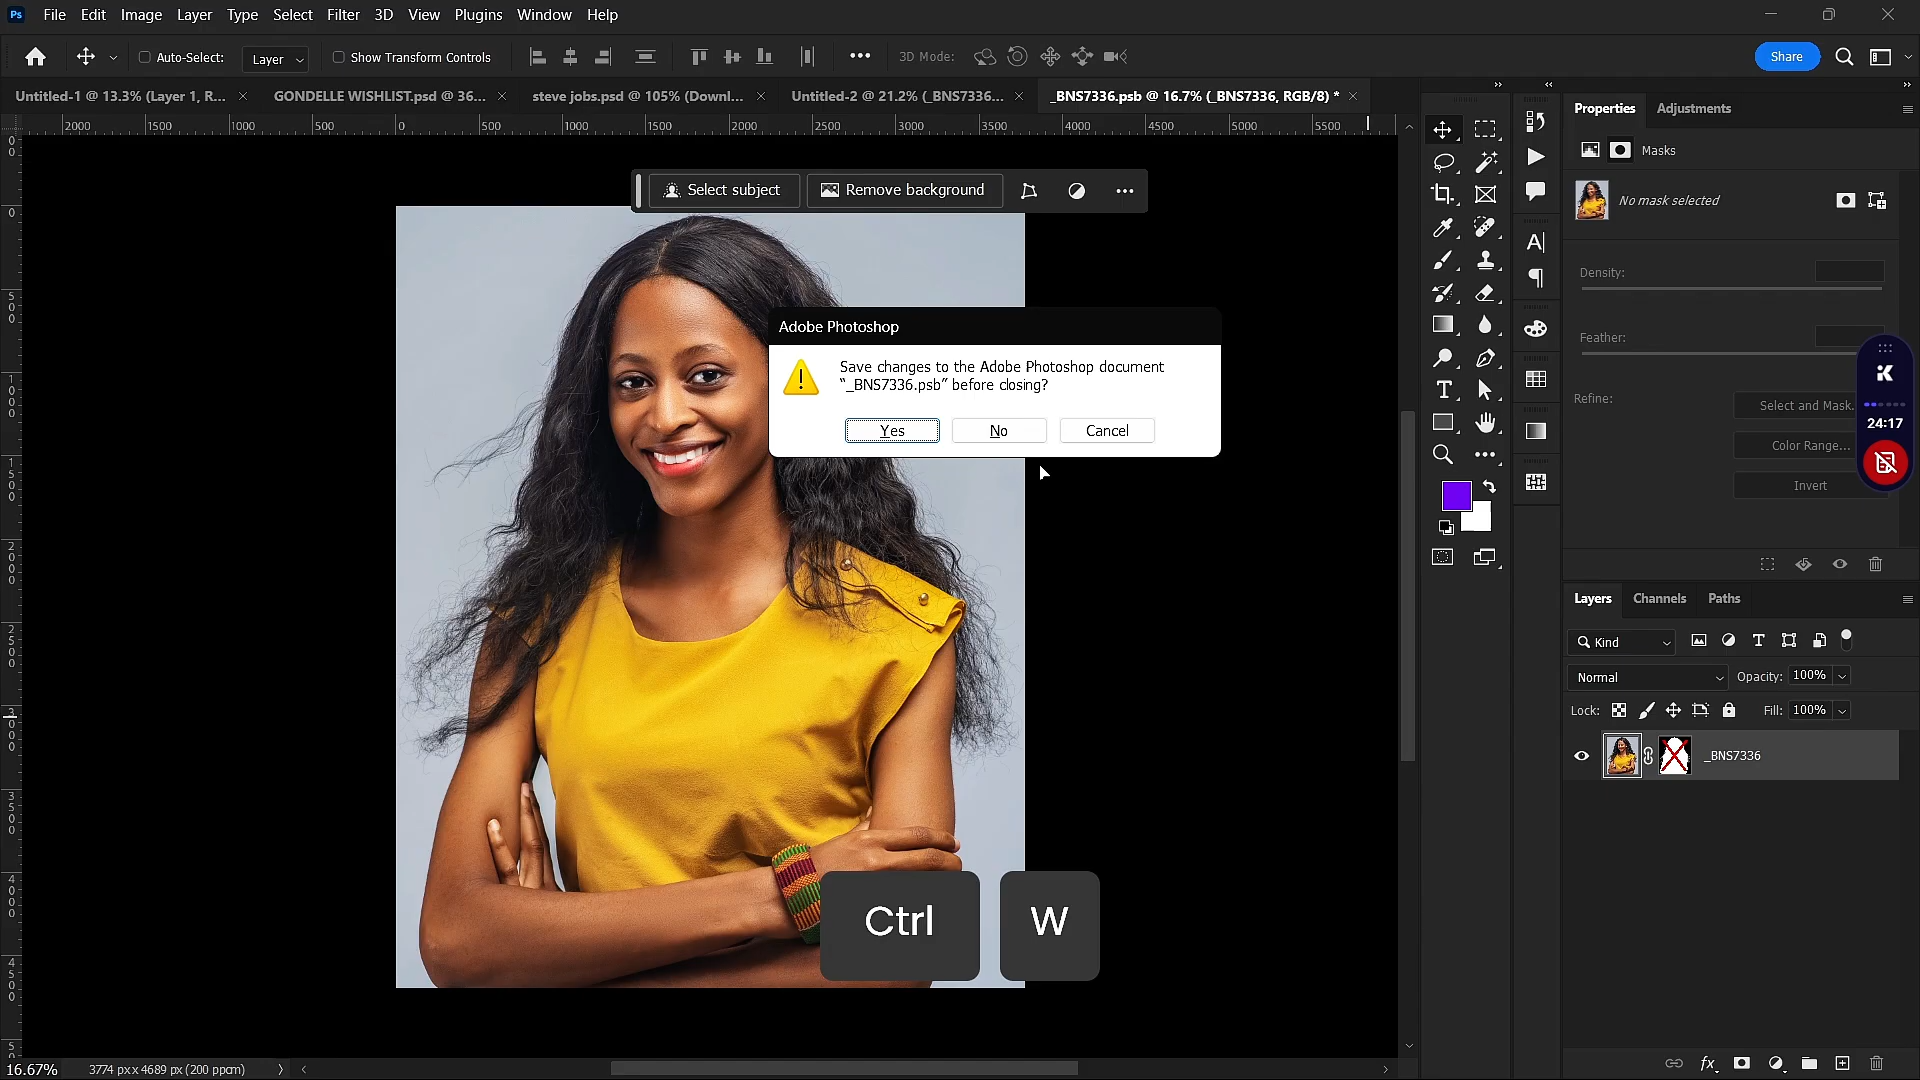 Ps File Edit Image Layer Type Select Filter 3D View Plugins Window Help
Auto-Select: Layer Show Transform Controls 3D Mode: Share
Untitled-1 @ 13.3% (Layer 1, R... GONDELLE WISHLIST.psd @ 36... steve jobs.psd @ 105% (Downl... Untitled-2 @ 21.2% (_BNS7336... _BNS7336.psb @ 16.7% (_BNS7336, RGB/8) *
2000 1500 1000 500 0 500 1000 1500 2000 2500 3000 3500 4000 4500 5000 5500
Properties Adjustments
Masks
No mask selected
Density:
Feather:
Refine:
Select and Mask...
Color Range...
Invert
24:17
Select subject Remove background
Adobe Photoshop
Save changes to the Adobe Photoshop document
“_BNS7336.psb” before closing?
Yes No Cancel
Ctrl W
Layers Channels Paths
Kind
Normal Opacity: 100%
Lock: Fill: 100%
_BNS7336
fx
16.67% 3774 px x 4689 px (200 ppcm)